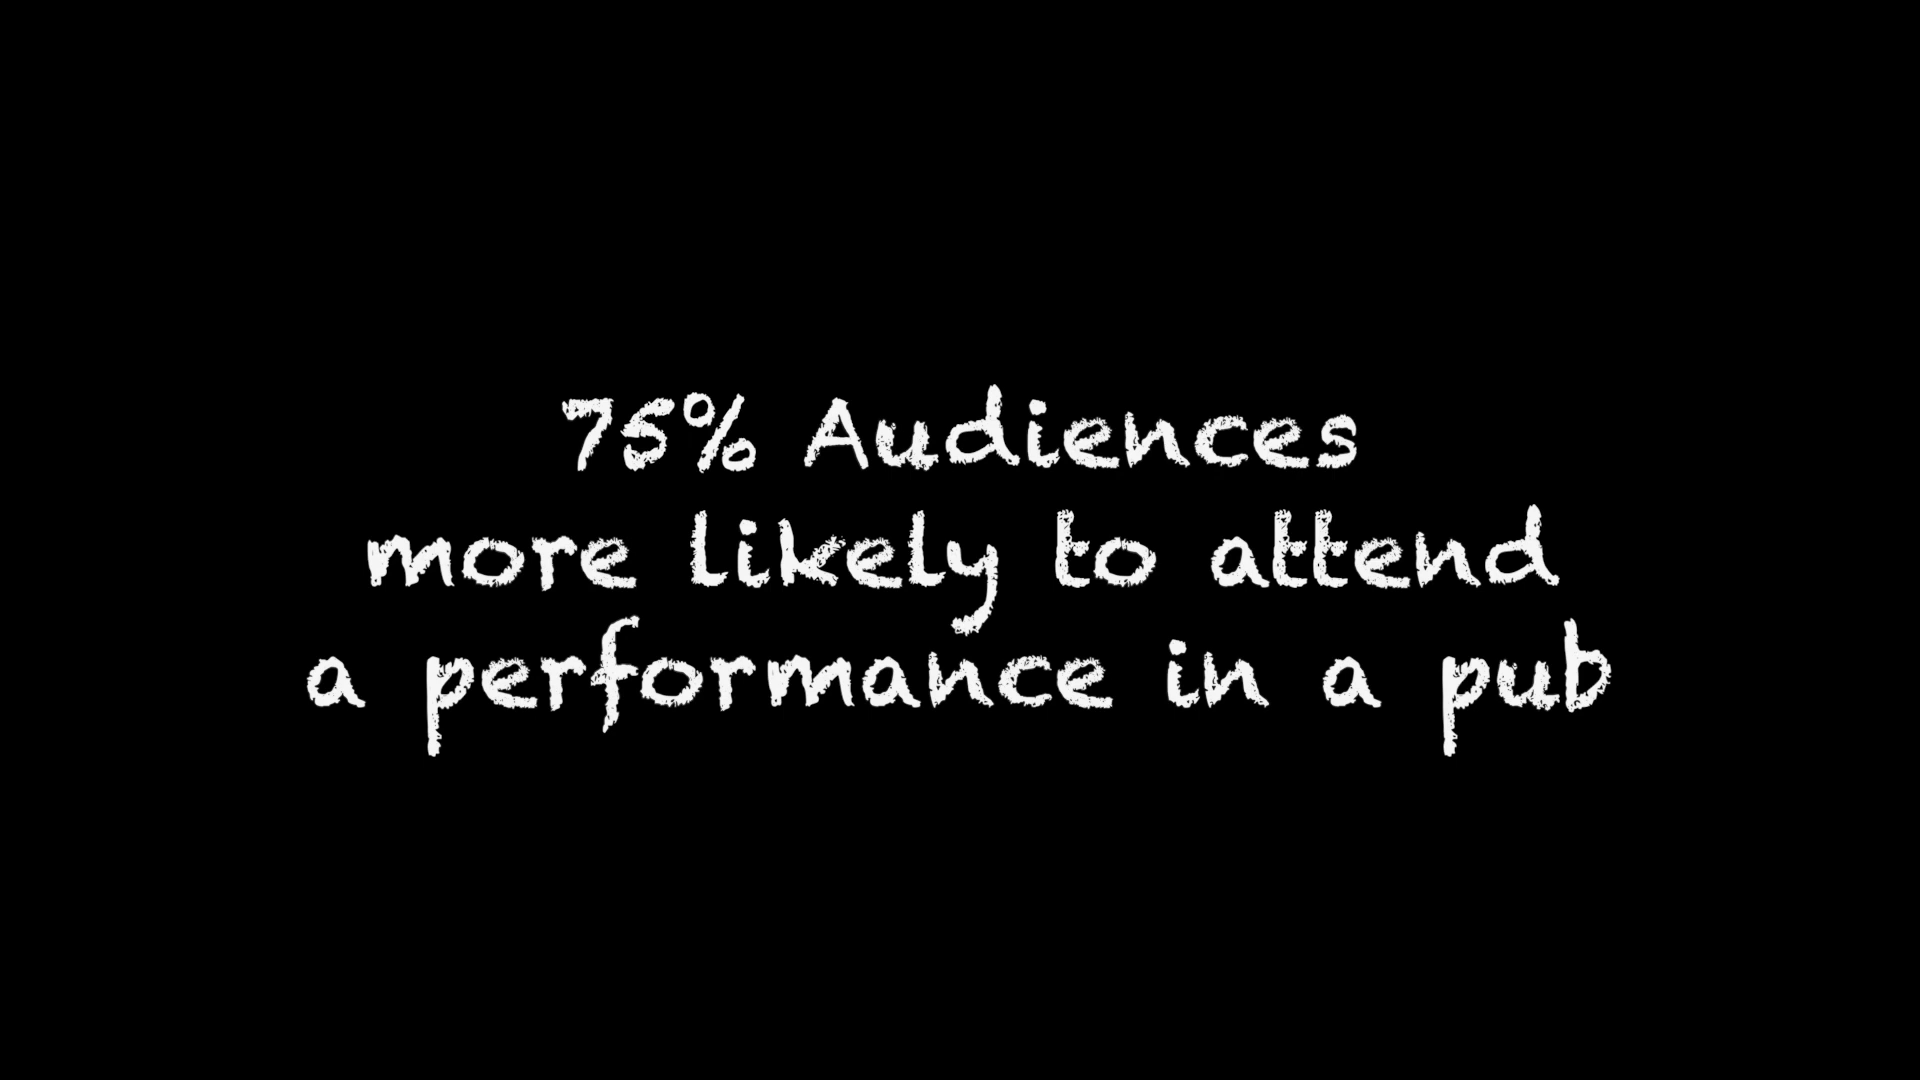 75% Audiences
more likely to attend
a performance in a pub